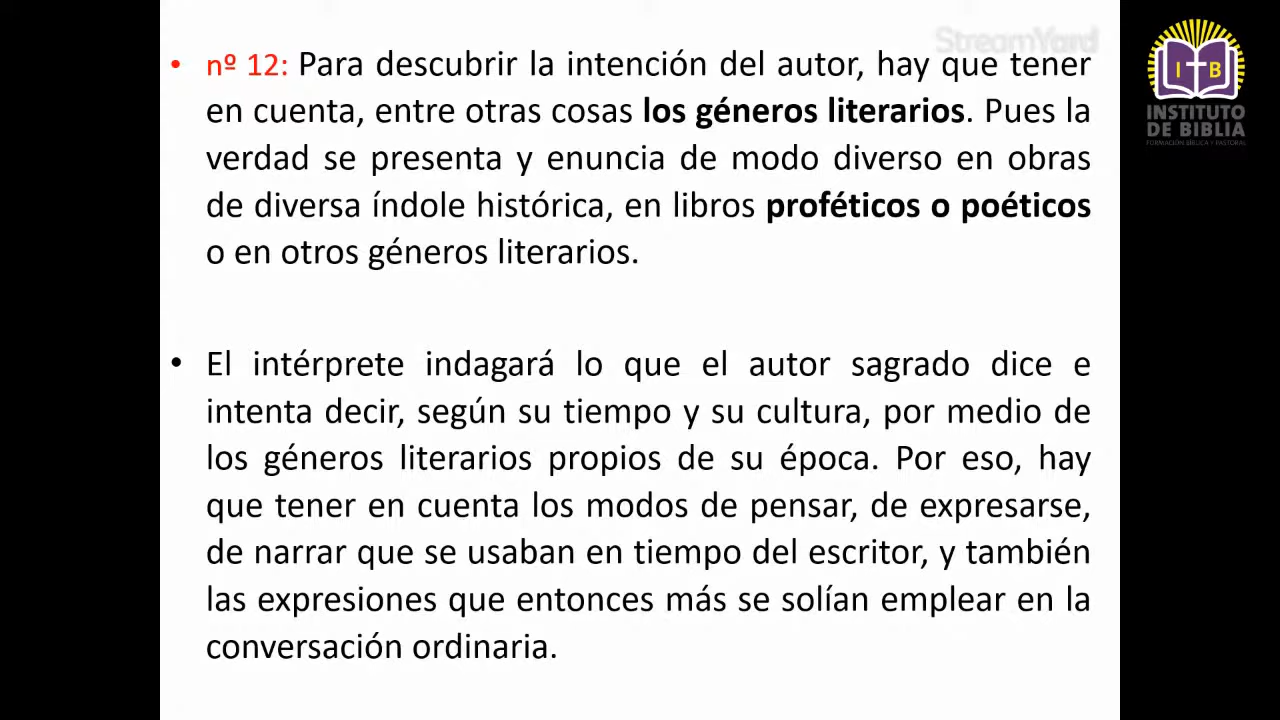 StreamYard
• nº 12: Para descubrir la intención del autor, hay que tener
en cuenta, entre otras cosas los géneros literarios. Pues la
verdad se presenta y enuncia de modo diverso en obras
de diversa índole histórica, en libros proféticos o poéticos
o en otros géneros literarios.
• El intérprete indagará lo que el autor sagrado dice e
intenta decir, según su tiempo y su cultura, por medio de
los géneros literarios propios de su época. Por eso, hay
que tener en cuenta los modos de pensar, de expresarse,
de narrar que se usaban en tiempo del escritor, y también
las expresiones que entonces más se solían emplear en la
conversación ordinaria.
I B
INSTITUTO
DE BIBLIA
FORMACIÓN BÍBLICA Y PASTORAL